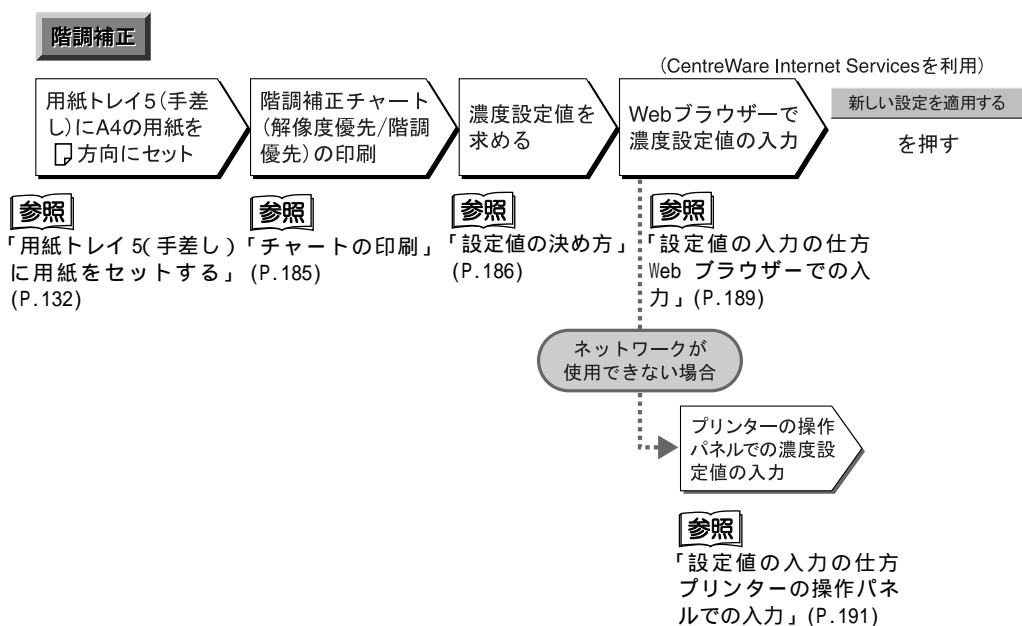 階調補正
用紙トレイ5(手差
し)にA4の用紙を
方向にセット
参照
「用紙トレイ 5(手差し)
に用紙をセットする」
(P.132)
階調補正チャート
(解像度優先/階調
優先)の印刷
参照
「チャートの印刷」
(P.185)
濃度設定値を
求める
参照
「設定値の決め方」
(P.186)
(CentreWare Internet Servicesを利用)
Webブラウザーで
濃度設定値の入力
参照
「設定値の入力の仕方
Web ブラウザーでの入
力」(P.189)
新しい設定を適用する
を押す
ネットワークが
使用できない場合
プリンターの操作
パネルでの濃度設
定値の入力
参照
「設定値の入力の仕方
プリンターの操作パネ
ルでの入力」(P.191)